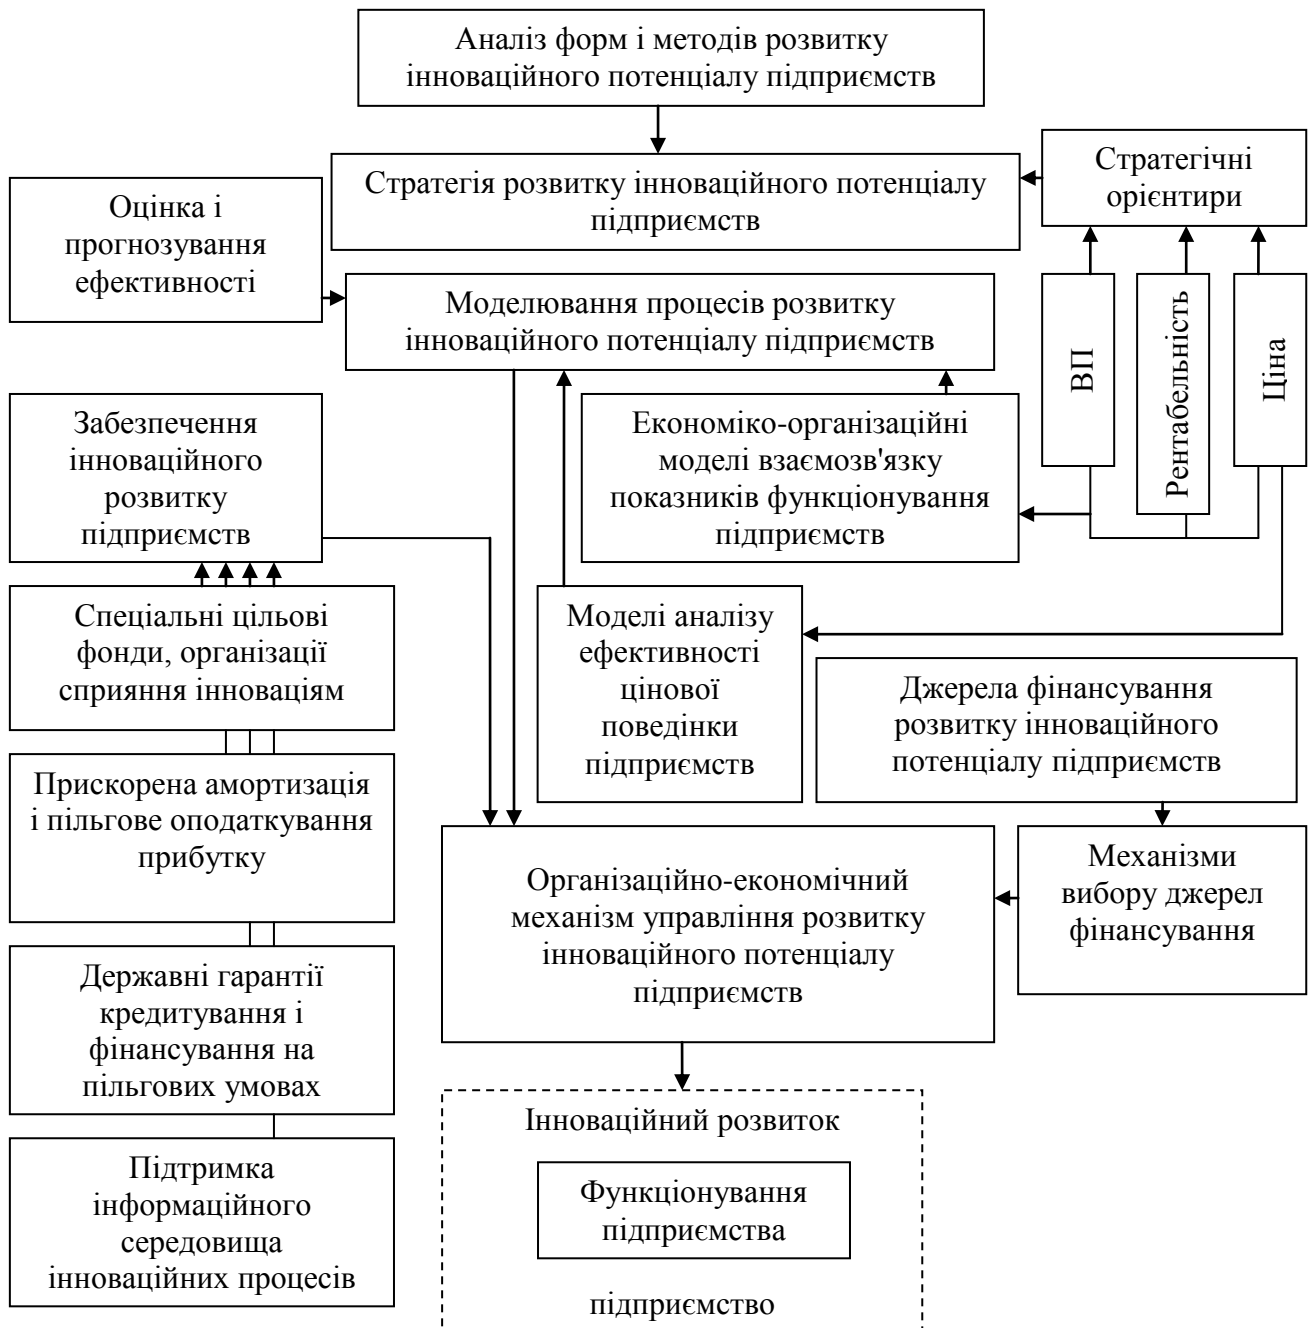 Аналіз форм і методів розвитку
інноваційного потенціалу підприємств
Стратегія розвитку інноваційного потенціалу
підприємств
Стратегічні
орієнтири
Оцінка і
прогнозування
ефективності
Моделювання процесів розвитку
інноваційного потенціалу підприємств
ВП
Рентабельність
Ціна
Забезпечення
інноваційного
розвитку
підприємств
Економіко-організаційні
моделі взаємозв'язку
показників функціонування
підприємств
Спеціальні цільові
фонди, організації
сприяння інноваціям
Моделі аналізу
ефективності
цінової
поведінки
підприємств
Джерела фінансування
розвитку інноваційного
потенціалу підприємств
Прискорена амортизація
і пільгове оподаткування
прибутку
Організаційно-економічний
механізм управління розвитку
інноваційного потенціалу
підприємств
Механізми
вибору джерел
фінансування
Державні гарантії
кредитування і
фінансування на
пільгових умовах
Підтримка
інформаційного
середовища
інноваційних процесів
Інноваційний розвиток
Функціонування
підприємства
підприємство